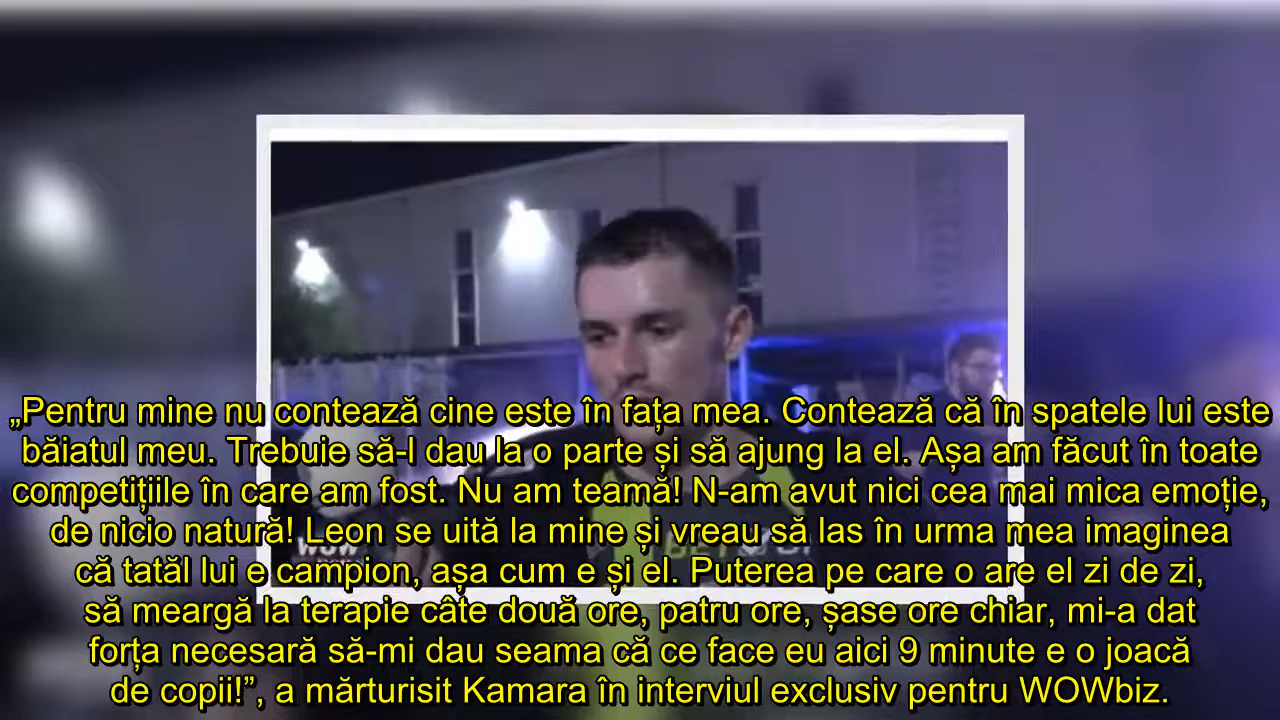 „Pentru mine nu contează cine este în fața mea. Contează că în spatele lui este
băiatul meu. Trebuie să-l dau la o parte și să ajung la el. Așa am făcut în toate
competițiile în care am fost. Nu am teamă! N-am avut nici cea mai mica emoție,
de nicio natură! Leon se uită la mine și vreau să las în urma mea imaginea
că tatăl lui e campion, așa cum e și el. Puterea pe care o are el zi de zi,
să meargă la terapie câte două ore, patru ore, șase ore chiar, mi-a dat
forța necesară să-mi dau seama că ce face eu aici 9 minute e o joacă
de copii!”, a mărturisit Kamara în interviul exclusiv pentru WOWbiz.
WOW